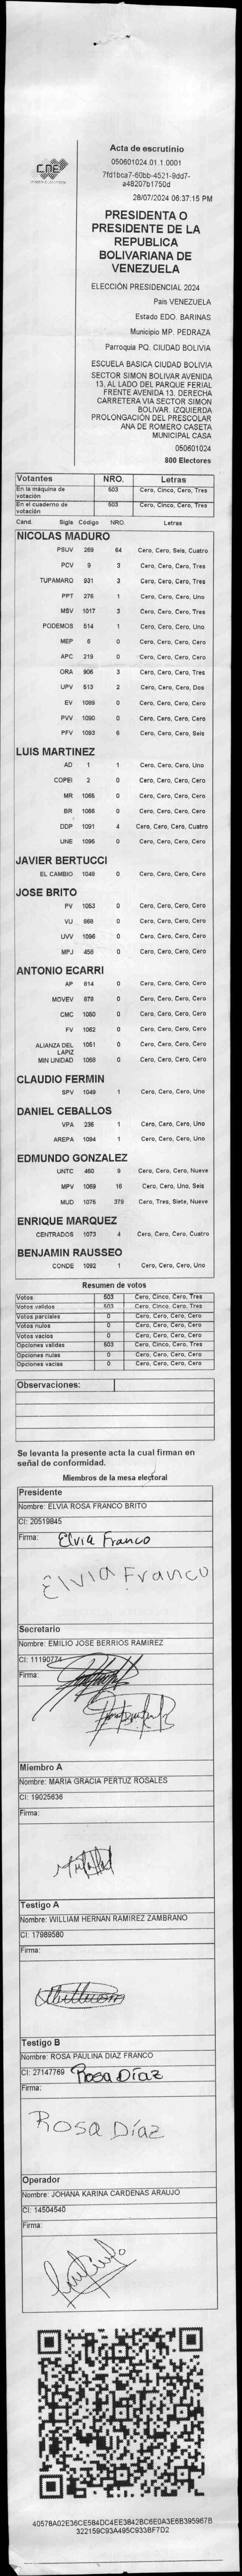 CNE
Acta de escrutinio
050601024.01.1.0001
7fd1bca7-60bb-4521-9dd7-
a48207b1750d
28/07/2024 06:37:15 PM
PRESIDENTA O
PRESIDENTE DE LA
REPUBLICA
BOLIVARIANA DE
VENEZUELA
ELECCIÓN PRESIDENCIAL 2024
País VENEZUELA
Estado EDO. BARINAS
Municipio MP. PEDRAZA
Parroquia PQ. CIUDAD BOLIVIA
ESCUELA BASICA CIUDAD BOLIVIA
SECTOR SIMON BOLIVAR AVENIDA
13, AL LADO DEL PARQUE FERIAL
FRENTE AVENIDA 13. DERECHA
CARRETERA VIA SECTOR SIMON
BOLIVAR. IZQUIERDA
PROLONGACIÓN DEL PRESCOLAR
ANA DE ROMERO CASETA
MUNICIPAL CASA
050601024
800 Electores
Votantes NRO. Letras
En la máquina de votación 503 Cero, Cinco, Cero, Tres
En el cuaderno de votación 503 Cero, Cinco, Cero, Tres
Cand. Sigla Código NRO. Letras
NICOLAS MADURO
PSUV 269 64 Cero, Cero, Seis, Cuatro
PCV 9 3 Cero, Cero, Cero, Tres
TUPAMARO 931 3 Cero, Cero, Cero, Tres
PPT 276 1 Cero, Cero, Cero, Uno
MSV 1017 3 Cero, Cero, Cero, Tres
PODEMOS 514 1 Cero, Cero, Cero, Uno
MEP 6 0 Cero, Cero, Cero, Cero
APC 219 0 Cero, Cero, Cero, Cero
ORA 906 3 Cero, Cero, Cero, Tres
UPV 513 2 Cero, Cero, Cero, Dos
EV 1089 0 Cero, Cero, Cero, Cero
PVV 1090 0 Cero, Cero, Cero, Cero
PFV 1093 6 Cero, Cero, Cero, Seis
LUIS MARTINEZ
AD 1 1 Cero, Cero, Cero, Uno
COPEI 2 0 Cero, Cero, Cero, Cero
MR 1065 0 Cero, Cero, Cero, Cero
BR 1066 0 Cero, Cero, Cero, Cero
DDP 1091 4 Cero, Cero, Cero, Cuatro
UNE 1095 0 Cero, Cero, Cero, Cero
JAVIER BERTUCCI
EL CAMBIO 1048 0 Cero, Cero, Cero, Cero
JOSE BRITO
PV 1053 0 Cero, Cero, Cero, Cero
VU 868 0 Cero, Cero, Cero, Cero
UVV 1096 0 Cero, Cero, Cero, Cero
MPJ 458 0 Cero, Cero, Cero, Cero
ANTONIO ECARRI
AP 814 0 Cero, Cero, Cero, Cero
MOVEV 878 0 Cero, Cero, Cero, Cero
CMC 1050 0 Cero, Cero, Cero, Cero
FV 1062 0 Cero, Cero, Cero, Cero
ALIANZA DEL LAPIZ 1051 0 Cero, Cero, Cero, Cero
MIN UNIDAD 1068 0 Cero, Cero, Cero, Cero
CLAUDIO FERMIN
SPV 1049 1 Cero, Cero, Cero, Uno
DANIEL CEBALLOS
VPA 236 1 Cero, Cero, Cero, Uno
AREPA 1094 1 Cero, Cero, Cero, Uno
EDMUNDO GONZALEZ
UNTC 460 9 Cero, Cero, Cero, Nueve
MPV 1069 16 Cero, Cero, Uno, Seis
MUD 1075 379 Cero, Tres, Siete, Nueve
ENRIQUE MARQUEZ
CENTRADOS 1073 4 Cero, Cero, Cero, Cuatro
BENJAMIN RAUSSEO
CONDE 1092 1 Cero, Cero, Cero, Uno
Resumen de votos
Votos 503 Cero, Cinco, Cero, Tres
Votos validos 503 Cero, Cinco, Cero, Tres
Votos parciales 0 Cero, Cero, Cero, Cero
Votos nulos 0 Cero, Cero, Cero, Cero
Votos vacios 0 Cero, Cero, Cero, Cero
Opciones validas 503 Cero, Cinco, Cero, Tres
Opciones nulas 0 Cero, Cero, Cero, Cero
Opciones vacias 0 Cero, Cero, Cero, Cero
Observaciones:
Se levanta la presente acta la cual firman en
señal de conformidad.
Miembros de la mesa electoral
Presidente
Nombre: ELVIA ROSA FRANCO BRITO
CI: 20519845
Firma: Elvia Franco
Elvia Franco
Secretario
Nombre: EMILIO JOSE BERRIOS RAMIREZ
CI: 11190774
Firma:
Miembro A
Nombre: MARIA GRACIA PERTUZ ROSALES
CI: 19025636
Firma:
Testigo A
Nombre: WILLIAM HERNAN RAMIREZ ZAMBRANO
CI: 17989580
Firma:
Testigo B
Nombre: ROSA PAULINA DIAZ FRANCO
CI: 27147769 Rosa Díaz
Firma:
Rosa Díaz
Operador
Nombre: JOHANA KARINA CARDENAS ARAUJO
CI: 14504540
Firma:
40578A02E36CE584DC4EE3842BC6E0A3E6B395967B
322159C93A495C933BF7D2